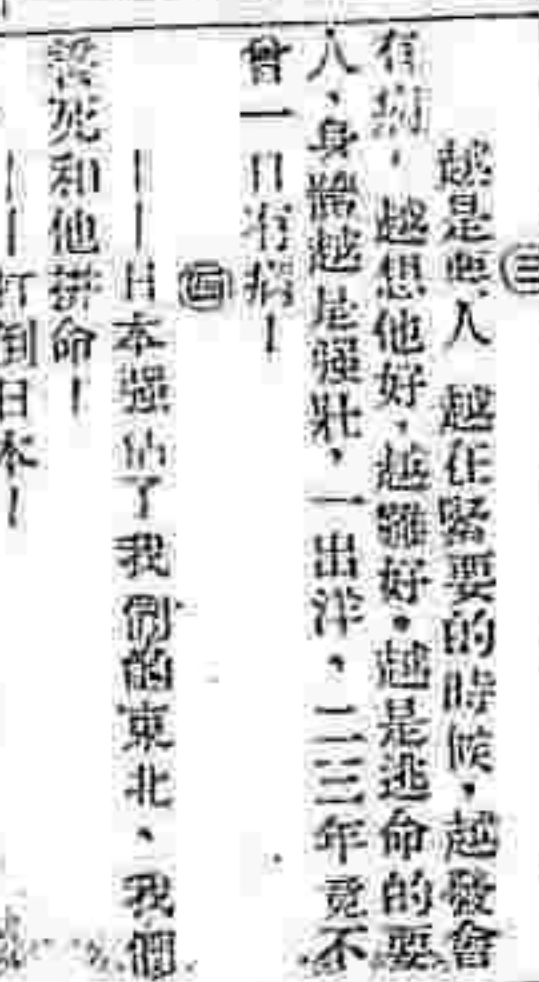 ㊂
越是要人 越在緊要的時候,越發會
有病,越想他好,越難好。越是逃命的要
人、身體越是强壯,一出洋、二三年竟不
曾一日有病!
㊃
——日本强佔了我們的東北、我們
誓死和他拼命!
——打倒日本!